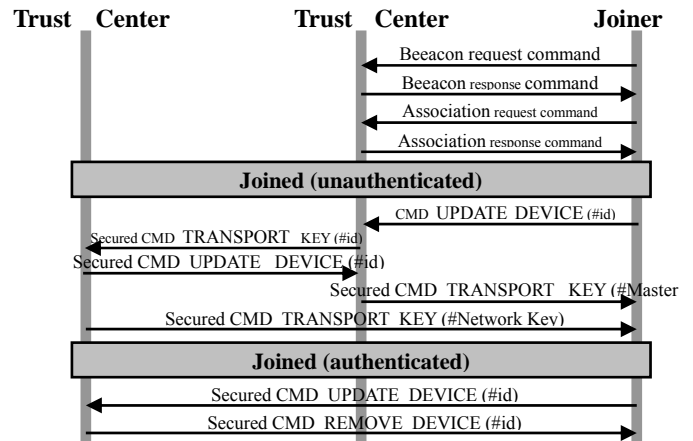 Trust Center Trust Center Joiner
Beeacon request command
Beeacon response command
Association request command
Association response command
Joined (unauthenticated)
CMD UPDATE DEVICE (#id)
Secured CMD TRANSPORT KEY (#id)
Secured CMD UPDATE DEVICE (#id)
Secured CMD TRANSPORT KEY (#Master
Secured CMD TRANSPORT KEY (#Network Key)
Joined (authenticated)
Secured CMD UPDATE DEVICE (#id)
Secured CMD REMOVE DEVICE (#id)